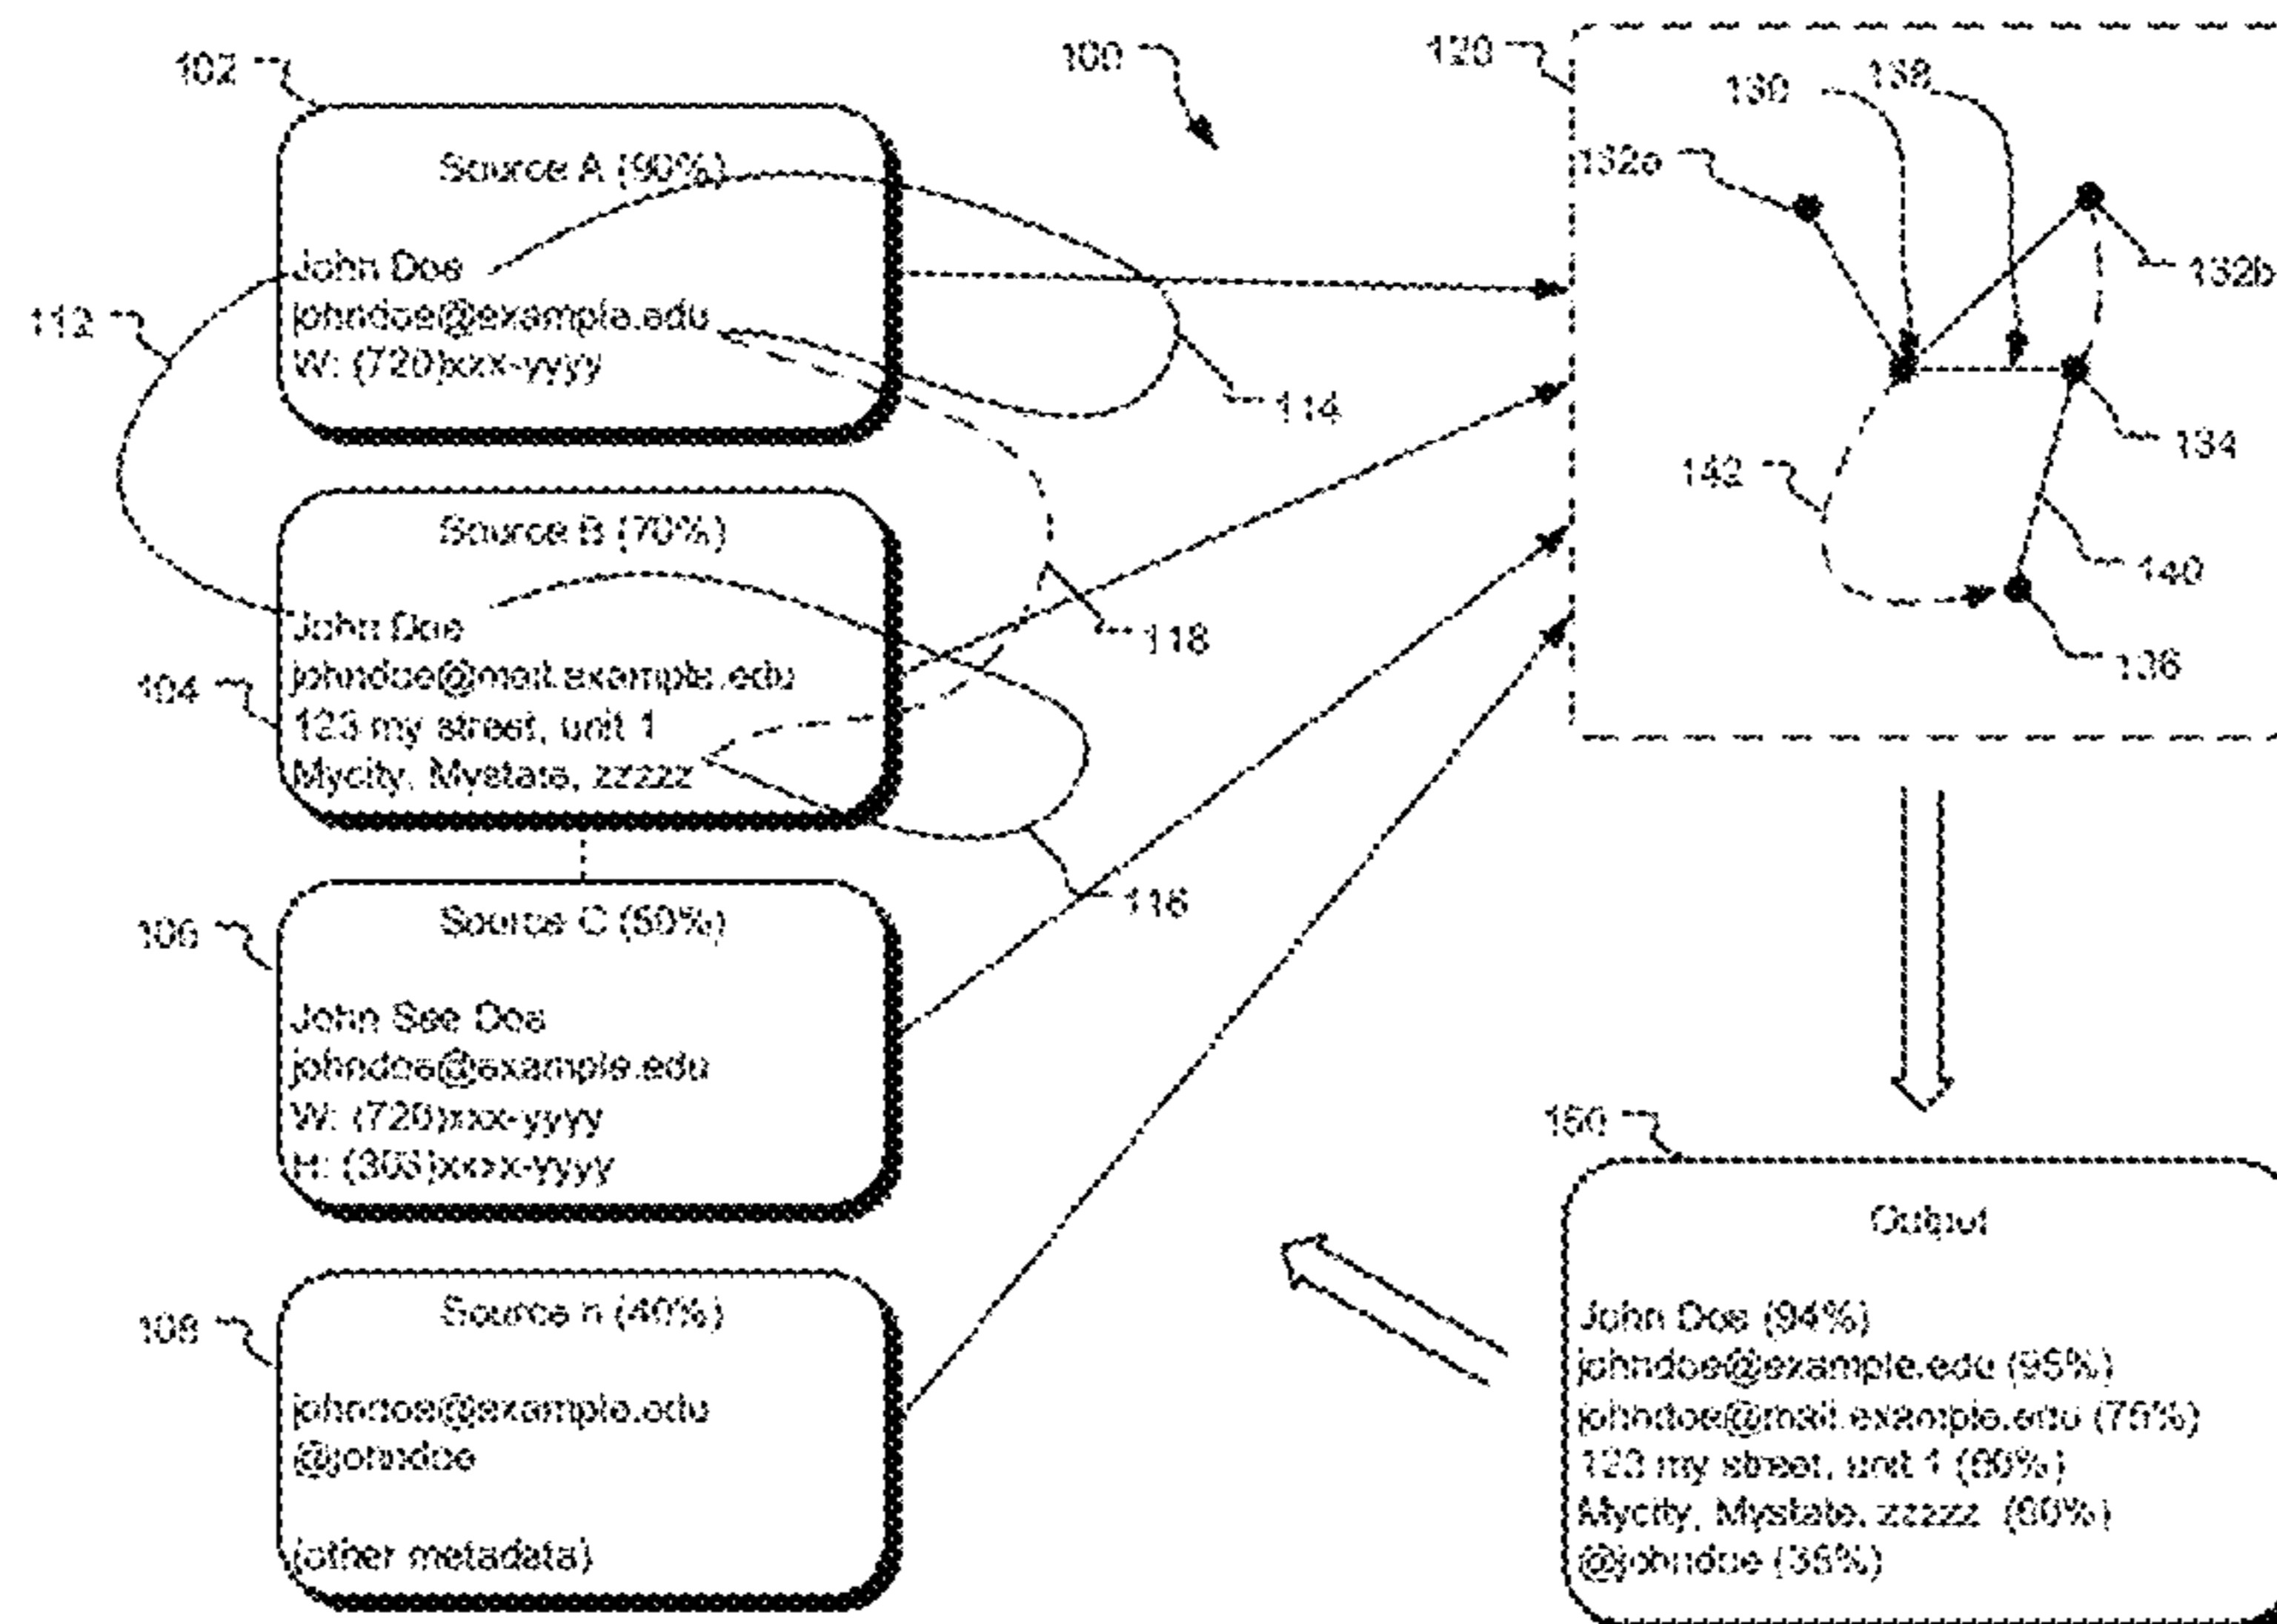 102
100
120
130
138
Source A (90%)
132a
132b
John Doe
johndoe@example.edu
W: (720)xxx-yyyy
112
114
134
142
Source B (70%)
140
John Doe
johndoe@mail.example.edu
123 my street, unit 1
Mycity, Mystate, zzzzz
118
104
136
116
Source C (50%)
106
John See Doe
johndoe@example.edu
W: (720)xxx-yyyy
H: (303)xxx-yyyy
150
Output
Source n (40%)
108
johndoe@example.edu
@johndoe
(other metadata)
John Doe (94%)
johndoe@example.edu (95%)
johndoe@mail.example.edu (75%)
123 my street, unit 1
Mycity, Mystate, zzzzz
@johndoe (35%)